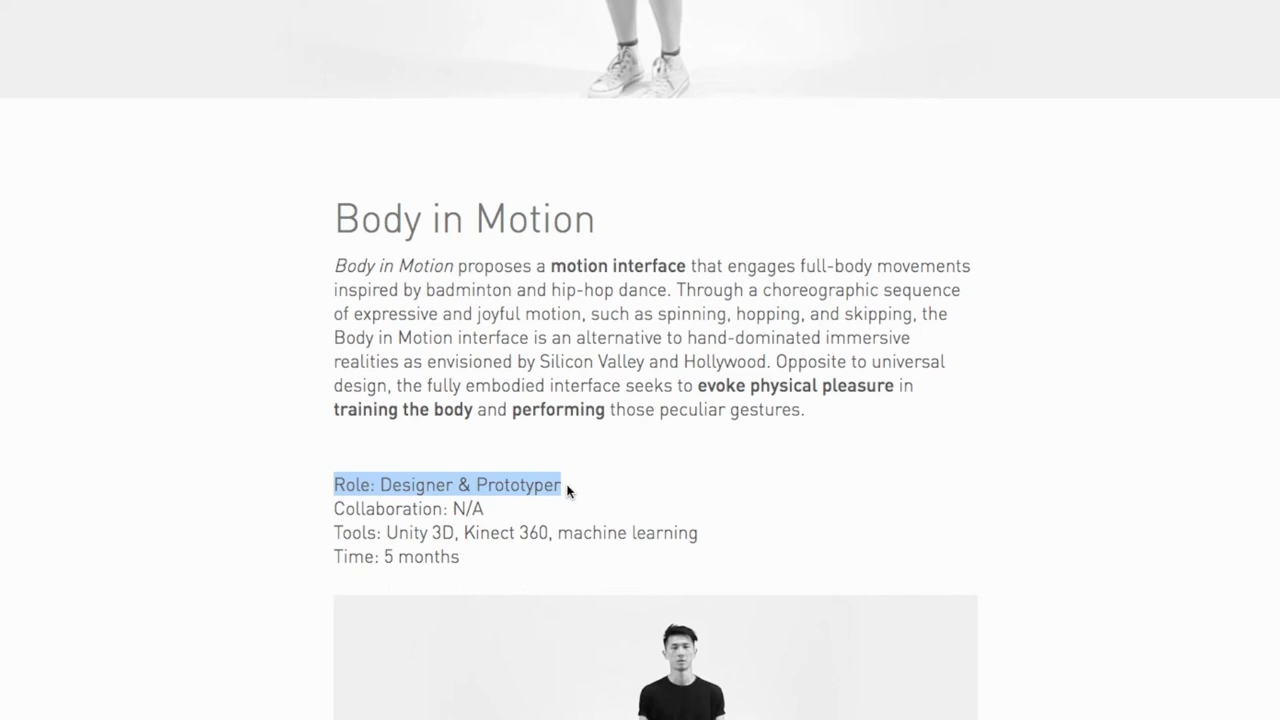 Body in Motion
Body in Motion proposes a motion interface that engages full-body movements
inspired by badminton and hip-hop dance. Through a choreographic sequence
of expressive and joyful motion, such as spinning, hopping, and skipping, the
Body in Motion interface is an alternative to hand-dominated immersive
realities as envisioned by Silicon Valley and Hollywood. Opposite to universal
design, the fully embodied interface seeks to evoke physical pleasure in
training the body and performing those peculiar gestures.
Role: Designer & Prototyper
Collaboration: N/A
Tools: Unity 3D, Kinect 360, machine learning
Time: 5 months